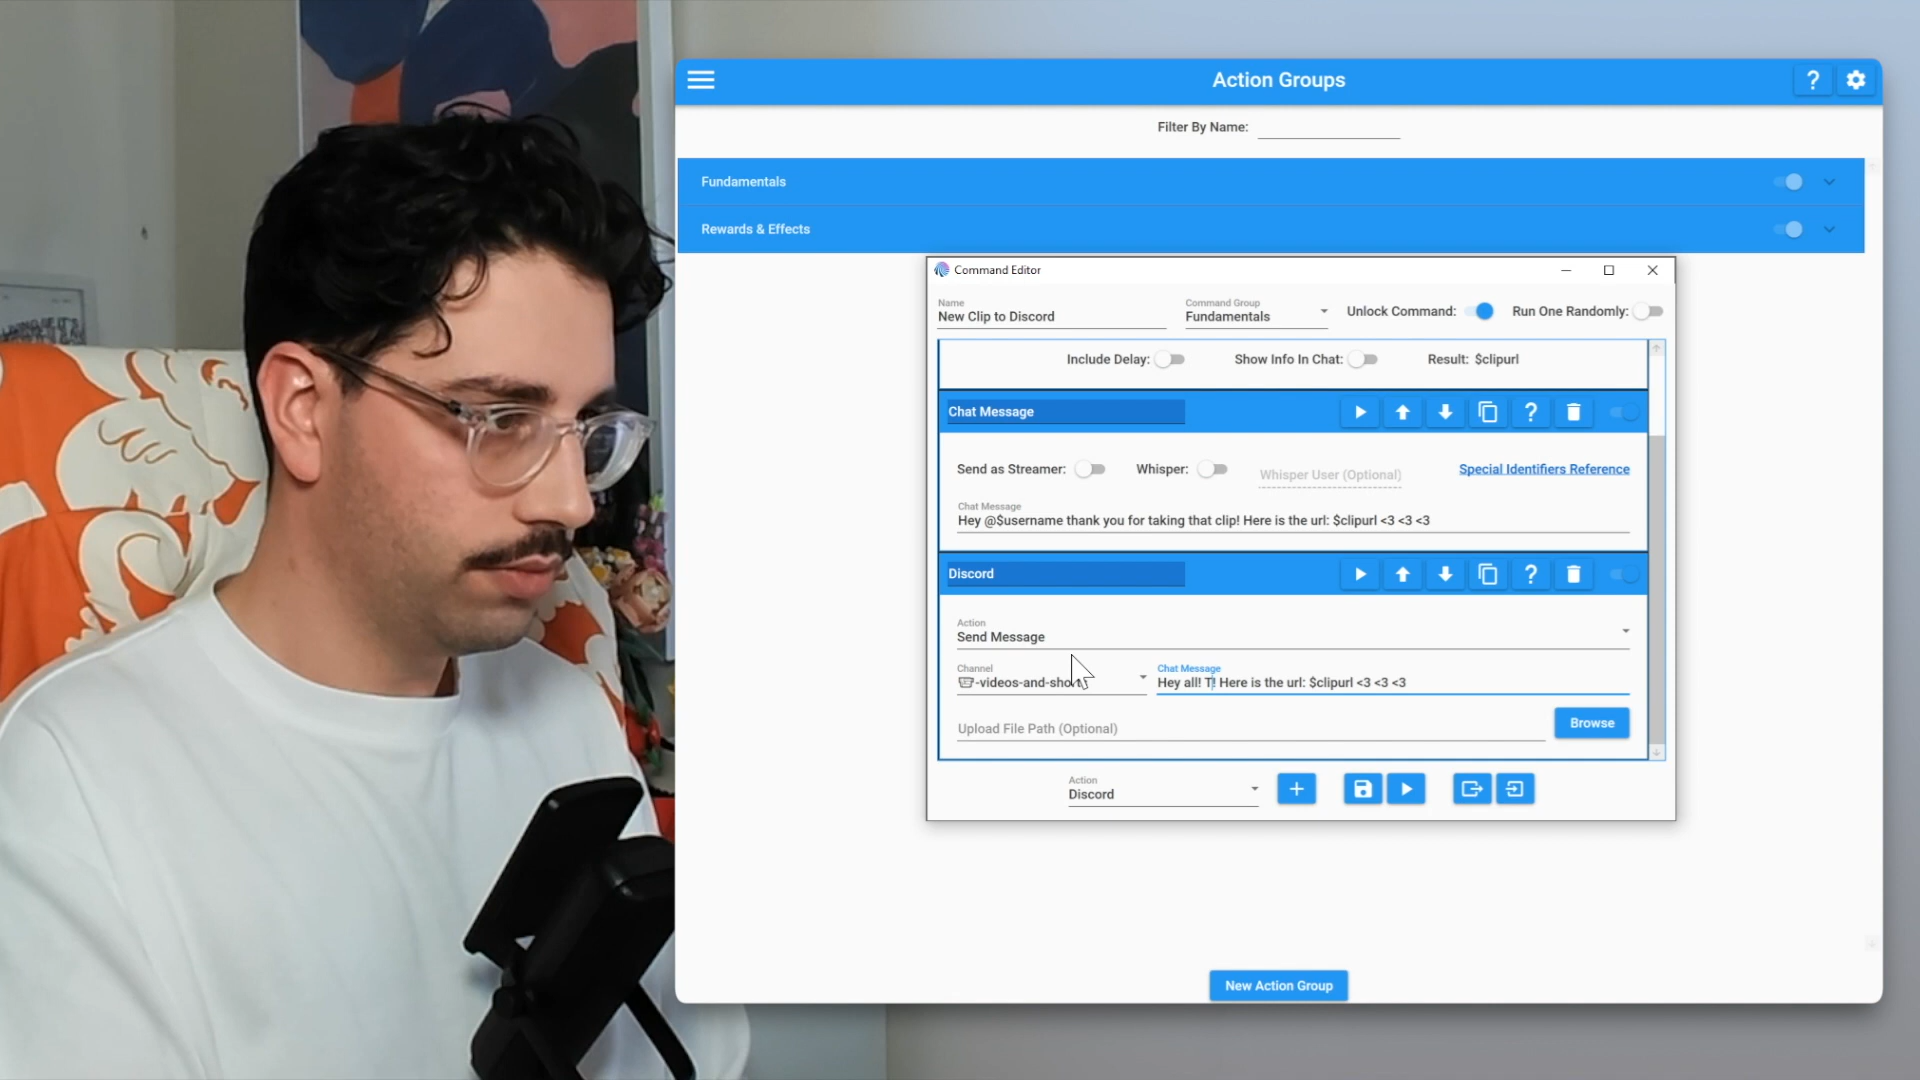 Action Groups
?
Filter By Name:
Fundamentals
Rewards & Effects
Command Editor
Name
New Clip to Discord
Command Group
Fundamentals
Unlock Command:
Run One Randomly:
Include Delay:
Show Info In Chat:
Result: $clipurl
Chat Message
?
Send as Streamer:
Whisper:
Whisper User (Optional)
Special Identifiers Reference
Chat Message
Hey @$username thank you for taking that clip! Here is the url: $clipurl <3 <3 <3
Discord
?
Action
Send Message
Channel
-videos-and-sho
Chat Message
Hey all! T! Here is the url: $clipurl <3 <3 <3
Upload File Path (Optional)
Browse
Action
Discord
+
New Action Group